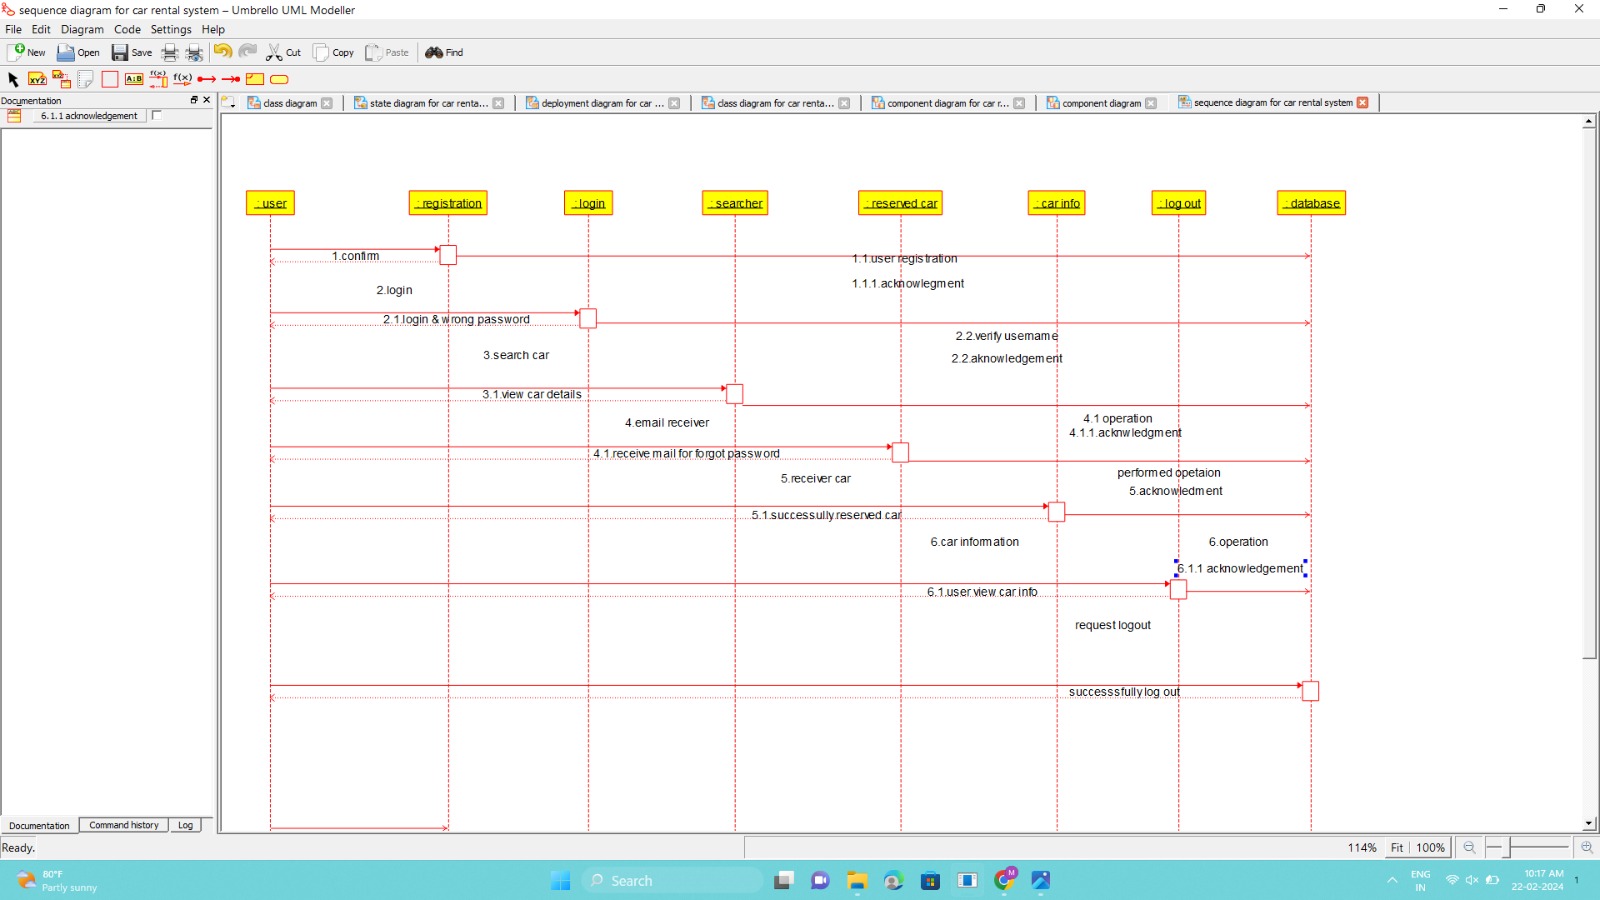 sequence diagram for car rental system – Umbrello UML Modeller
File Edit Diagram Code Settings Help
New Open Save Cut Copy Paste Find
XYZ A:B f(x) f(x)
Documentation
class diagram state diagram for car renta... deployment diagram for car ... class diagram for car renta... component diagram for car r... component diagram sequence diagram for car rental system
6.1.1 acknowledgement
: user : registration : login : searcher : reserved car : car info : log out : database
1.confirm 1.1.user registration
1.1.1.acknowlegment
2.login
2.1.login & wrong password
2.2.verify username
3.search car 2.2.aknowledgement
3.1.view car details
4.email receiver 4.1 operation
4.1.1.acknwledgment
4.1.receive mail for forgot password
5.receiver car performed opetaion
5.acknowledment
5.1.successully reserved car
6.car information 6.operation
6.1.1 acknowledgement
6.1.user view car info
request logout
successsfully log out
Documentation Command history Log
Ready. 114% Fit 100%
80°F
Partly sunny
Search
M
ENG
IN
10:17 AM
22-02-2024
1